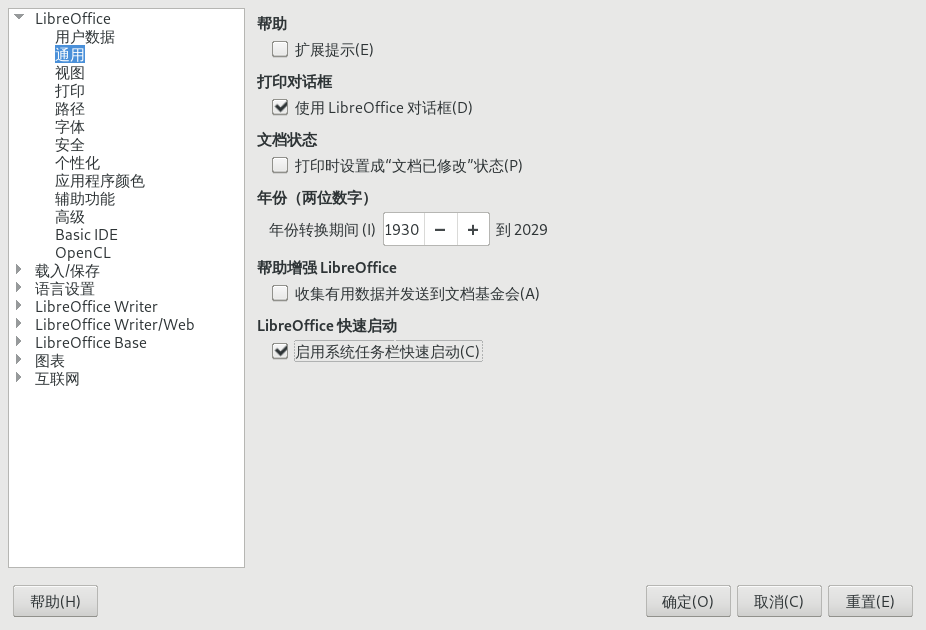 LibreOffice
用户数据
通用
视图
打印
路径
字体
安全
个性化
应用程序颜色
辅助功能
高级
Basic IDE
OpenCL
载入/保存
语言设置
LibreOffice Writer
LibreOffice Writer/Web
LibreOffice Base
图表
互联网
帮助
扩展提示(E)
打印对话框
使用 LibreOffice 对话框(D)
文档状态
打印时设置成“文档已修改”状态(P)
年份（两位数字）
年份转换期间 (I) 1930 − + 到 2029
帮助增强 LibreOffice
收集有用数据并发送到文档基金会(A)
LibreOffice 快速启动
启用系统任务栏快速启动(C)
帮助(H) 确定(O) 取消(C) 重置(E)